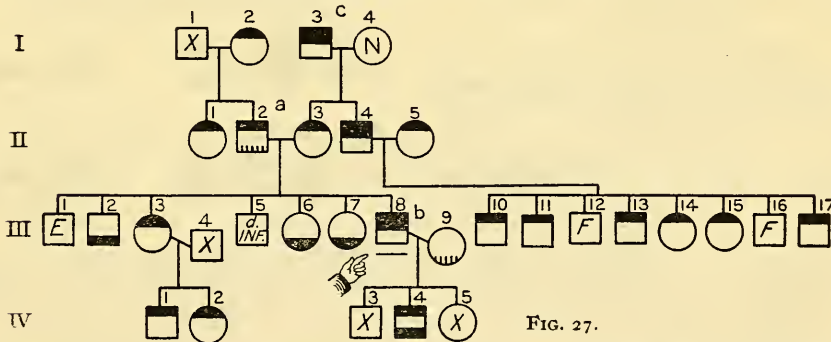 1 2 3 c 4
I X N
1 2 a 3 4 5
II
1 2 3 4 5 6 7 8 b 9 10 11 12 13 14 15 16 17
III E X d. INF. F F
1 2 3 4 5
IV X X FIG. 27.